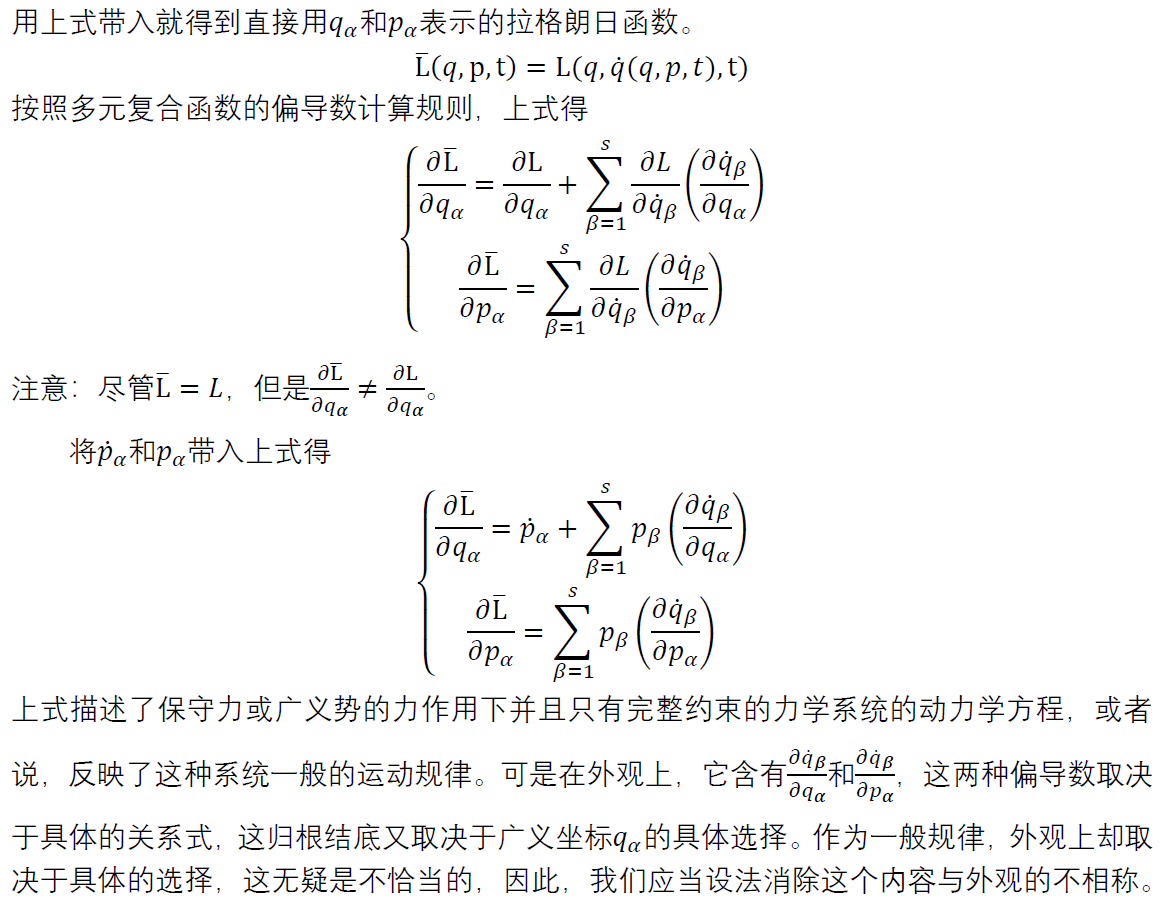 用上式带入就得到直接用$q_\alpha$和$p_\alpha$表示的拉格朗日函数。
$\bar{\mathrm{L}}(q,\mathrm{p},\mathrm{t}) = \mathrm{L}(q,\dot{q}(q,p,t),\mathrm{t})$
按照多元复合函数的偏导数计算规则，上式得
$\begin{cases} \frac{\partial \bar{\mathrm{L}}}{\partial q_\alpha} = \frac{\partial \mathrm{L}}{\partial q_\alpha} + \sum_{\beta=1}^{s} \frac{\partial L}{\partial \dot{q}_\beta} \left( \frac{\partial \dot{q}_\beta}{\partial q_\alpha} \right) \\ \frac{\partial \bar{\mathrm{L}}}{\partial p_\alpha} = \sum_{\beta=1}^{s} \frac{\partial L}{\partial \dot{q}_\beta} \left( \frac{\partial \dot{q}_\beta}{\partial p_\alpha} \right) \end{cases}$
注意：尽管$\bar{\mathrm{L}} = L$，但是$\frac{\partial \bar{\mathrm{L}}}{\partial q_\alpha} \neq \frac{\partial \mathrm{L}}{\partial q_\alpha}$。
将$\dot{p}_\alpha$和$p_\alpha$带入上式得
$\begin{cases} \frac{\partial \bar{\mathrm{L}}}{\partial q_\alpha} = \dot{p}_\alpha + \sum_{\beta=1}^{s} p_\beta \left( \frac{\partial \dot{q}_\beta}{\partial q_\alpha} \right) \\ \frac{\partial \bar{\mathrm{L}}}{\partial p_\alpha} = \sum_{\beta=1}^{s} p_\beta \left( \frac{\partial \dot{q}_\beta}{\partial p_\alpha} \right) \end{cases}$
上式描述了保守力或广义势的力作用下并且只有完整约束的力学系统的动力学方程，或者
说，反映了这种系统一般的运动规律。可是在外观上，它含有$\frac{\partial \dot{q}_\beta}{\partial q_\alpha}$和$\frac{\partial \dot{q}_\beta}{\partial p_\alpha}$，这两种偏导数取决
于具体的关系式，这归根结底又取决于广义坐标$q_\alpha$的具体选择。作为一般规律，外观上却取
决于具体的选择，这无疑是不恰当的，因此，我们应当设法消除这个内容与外观的不相称。